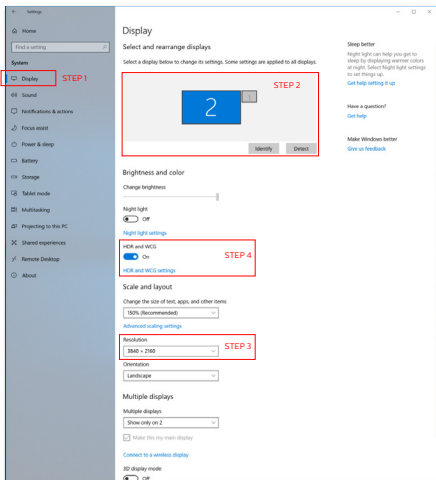 Settings
Home
Find a setting
System
Display
STEP 1
Sound
Notifications & actions
Focus assist
Power & sleep
Battery
Storage
Tablet mode
Multitasking
Projecting to this PC
Shared experiences
Remote Desktop
About
Display
Select and rearrange displays
Select a display below to change its settings. Some settings are applied to all displays.
STEP 2
2
1
Identify
Detect
Brightness and color
Change brightness
Night light
Off
Night light settings
HDR and WCG
On
STEP 4
HDR and WCG settings
Scale and layout
Change the size of text, apps, and other items
150% (Recommended)
Advanced scaling settings
Resolution
3840 × 2160
STEP 3
Orientation
Landscape
Multiple displays
Multiple displays
Show only on 2
Make this my main display
Connect to a wireless display
3D display mode
Off
Sleep better
Night light can help you get to
sleep by displaying warmer colors
at night. Select Night light settings
to set things up.
Get help setting it up
Have a question?
Get help
Make Windows better
Give us feedback